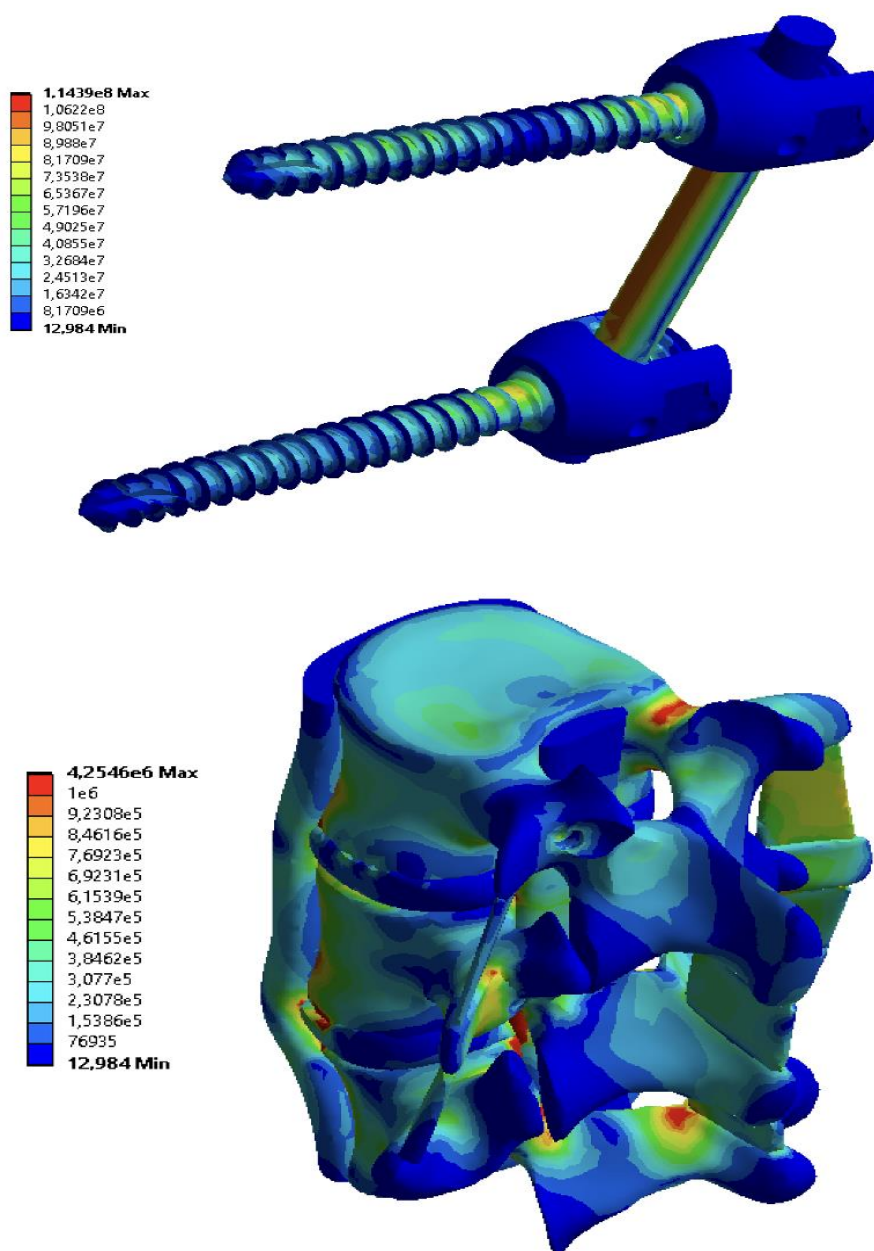 1,1439e8 Max
1,0622e8
9,8051e7
8,988e7
8,1709e7
7,3538e7
6,5367e7
5,7196e7
4,9025e7
4,0855e7
3,2684e7
2,4513e7
1,6342e7
8,1709e6
12,984 Min
4,2546e6 Max
1e6
9,2308e5
8,4616e5
7,6923e5
6,9231e5
6,1539e5
5,3847e5
4,6155e5
3,8462e5
3,077e5
2,3078e5
1,5386e5
76935
12,984 Min